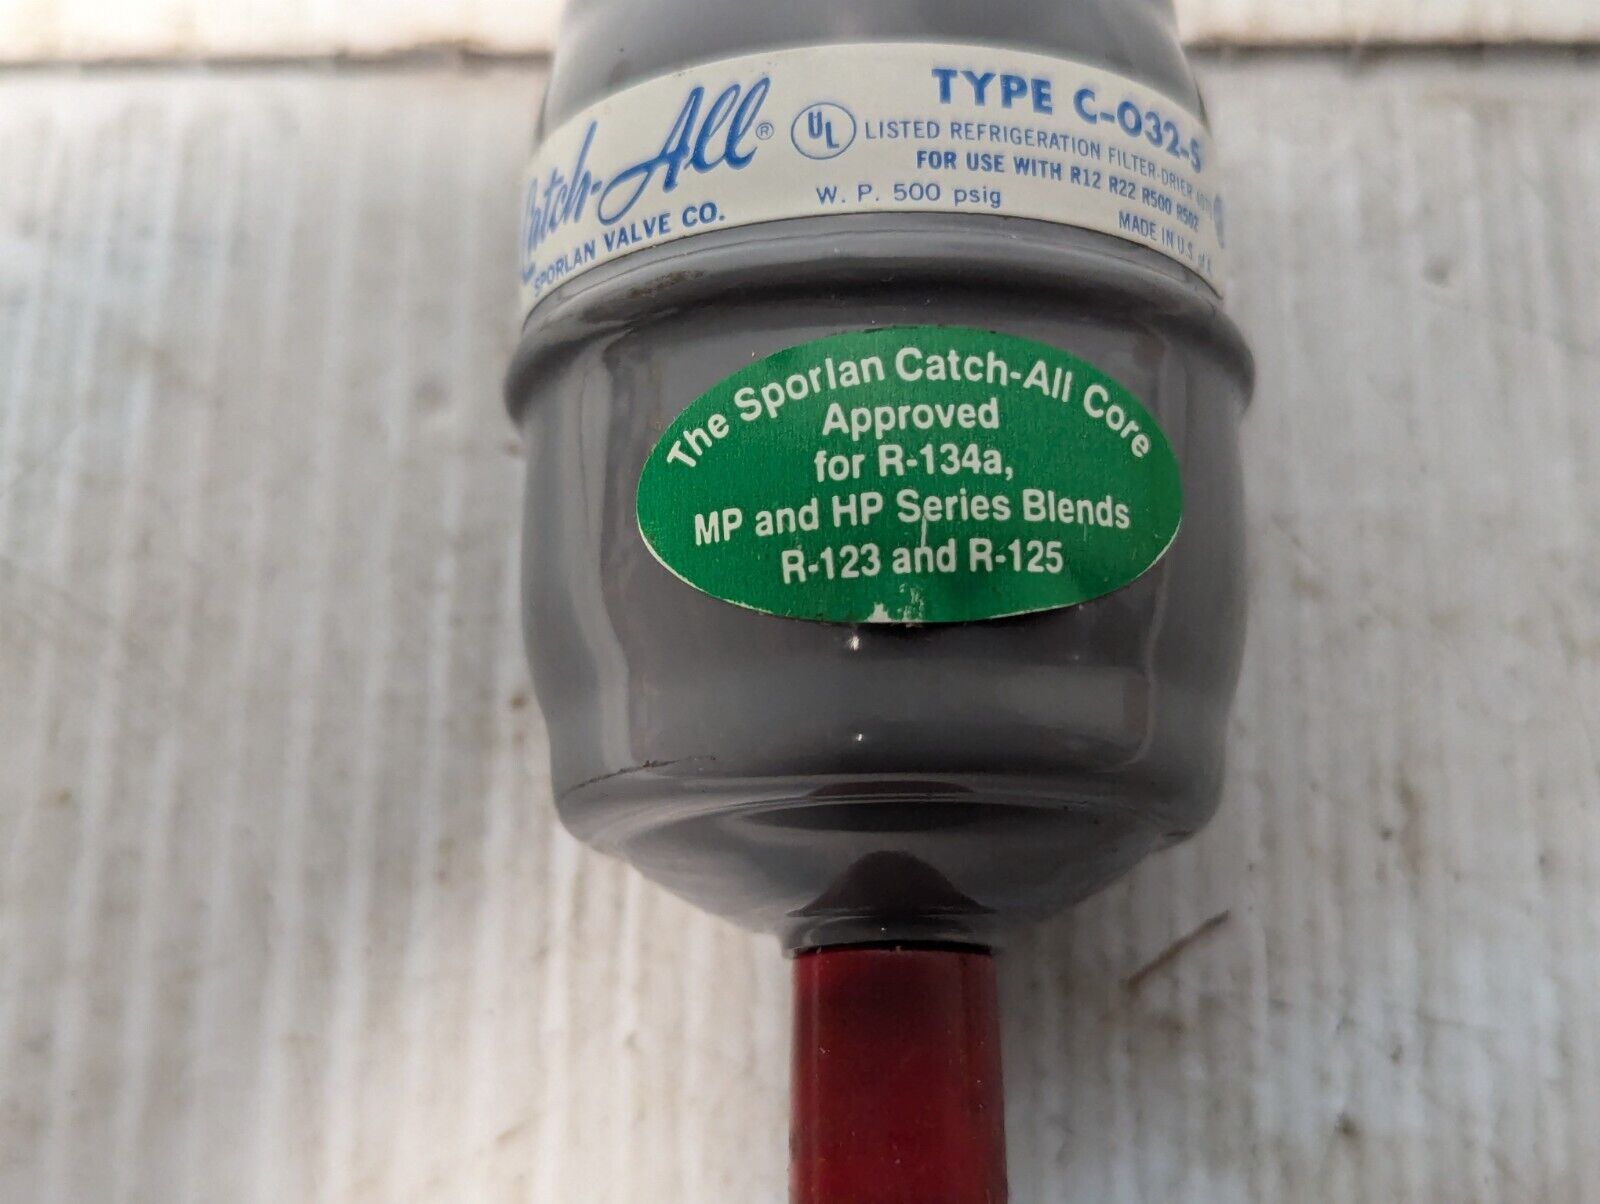 Catch-All®
SPORLAN VALVE CO.
UL
TYPE C-032-S
LISTED REFRIGERATION FILTER-DRIER
FOR USE WITH R12 R22 R500 R502
W. P. 500 psig
MADE IN U.S.
The Sporlan Catch-All Core
Approved
for R-134a,
MP and HP Series Blends
R-123 and R-125